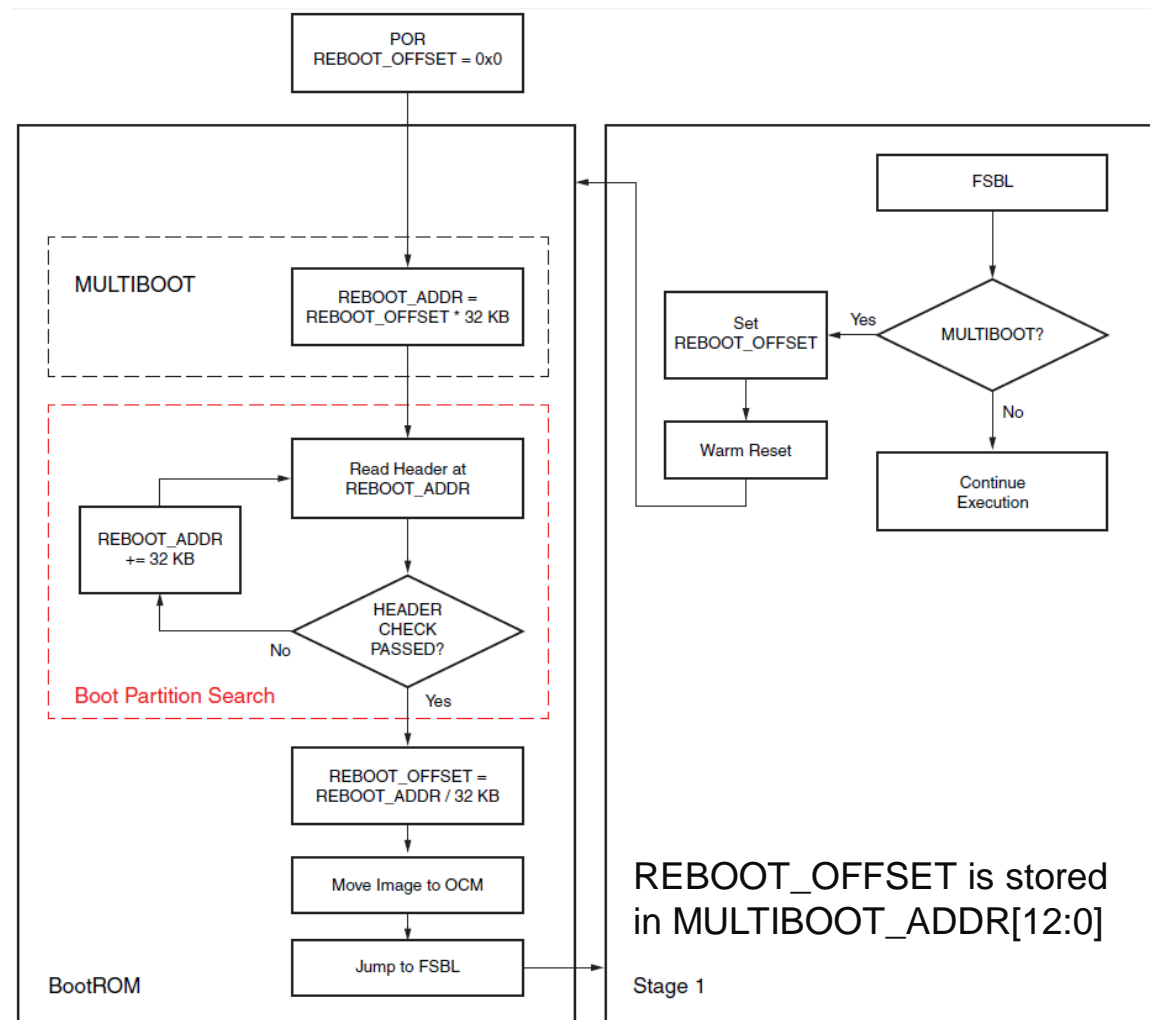 POR
REBOOT_OFFSET = 0x0
MULTIBOOT
REBOOT_ADDR =
REBOOT_OFFSET * 32 KB
Read Header at
REBOOT_ADDR
REBOOT_ADDR
+= 32 KB
HEADER
CHECK
PASSED?
No
Yes
Boot Partition Search
REBOOT_OFFSET =
REBOOT_ADDR / 32 KB
Move Image to OCM
Jump to FSBL
BootROM
FSBL
MULTIBOOT?
Yes
Set
REBOOT_OFFSET
Warm Reset
No
Continue
Execution
REBOOT_OFFSET is stored
in MULTIBOOT_ADDR[12:0]
Stage 1